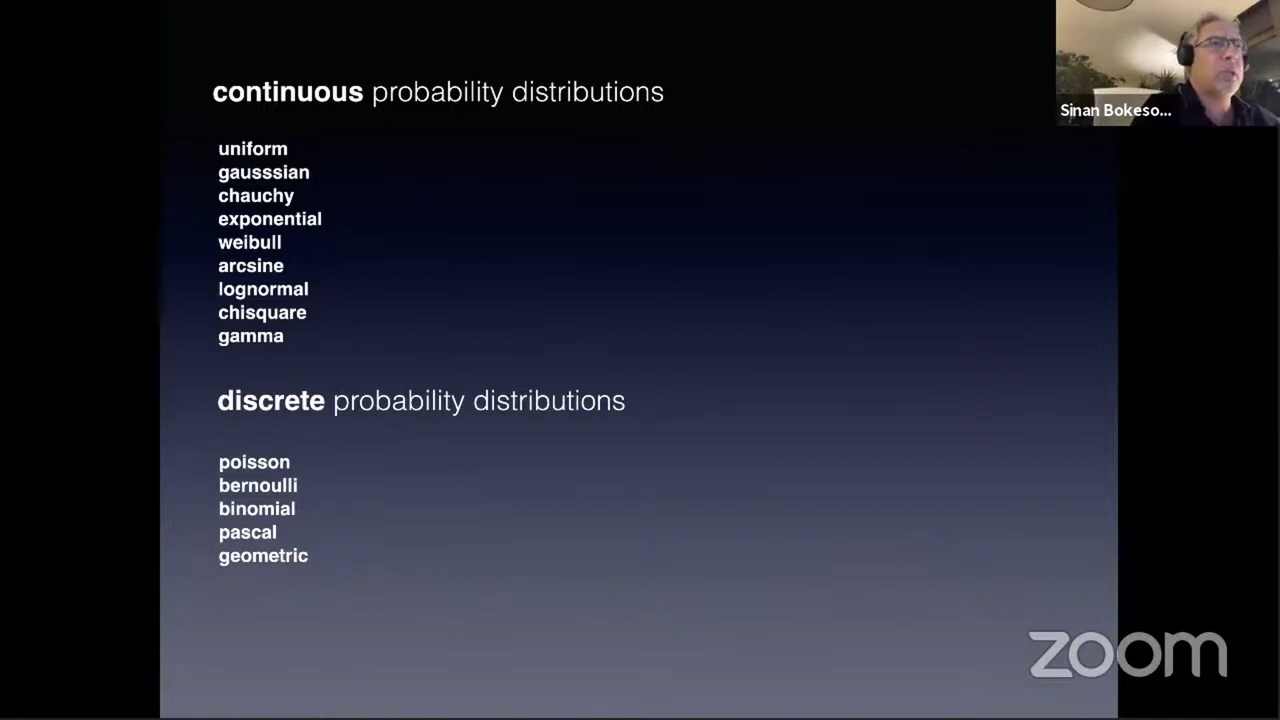 continuous probability distributions
uniform
gausssian
chauchy
exponential
weibull
arcsine
lognormal
chisquare
gamma
discrete probability distributions
poisson
bernoulli
binomial
pascal
geometric
Sinan Bokeso...
zoom